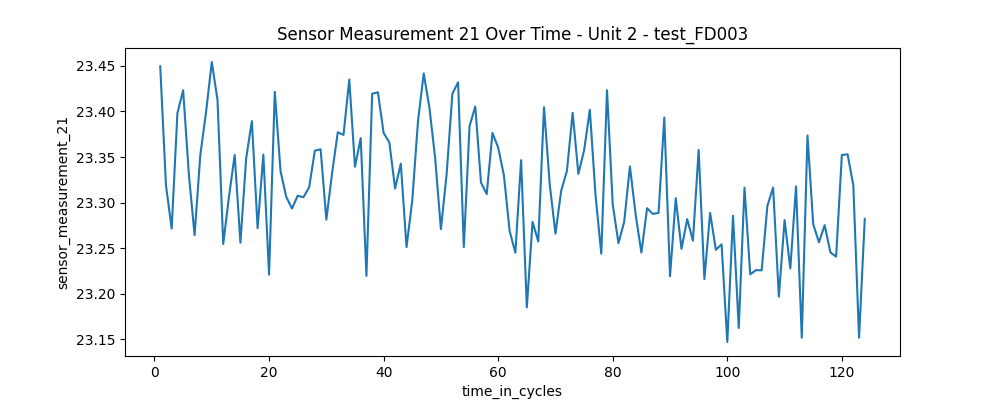 Sensor Measurement 21 Over Time - Unit 2 - test_FD003
sensor_measurement_21
23.45
23.40
23.35
23.30
23.25
23.20
23.15
0 20 40 60 80 100 120
time_in_cycles